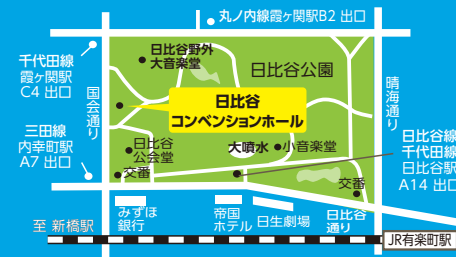 丸ノ内線霞ヶ関駅B2 出口
千代田線
霞ヶ関駅
C4 出口
日比谷野外
大音楽堂
日比谷公園
国会通り
晴海通り
日比谷
コンベンションホール
三田線
内幸町駅
A7 出口
日比谷
公会堂
大噴水
小音楽堂
日比谷線
千代田線
日比谷駅
A14 出口
交番
交番
みずほ
銀行
帝国
ホテル
日生劇場
日比谷
通り
至 新橋駅
JR有楽町駅